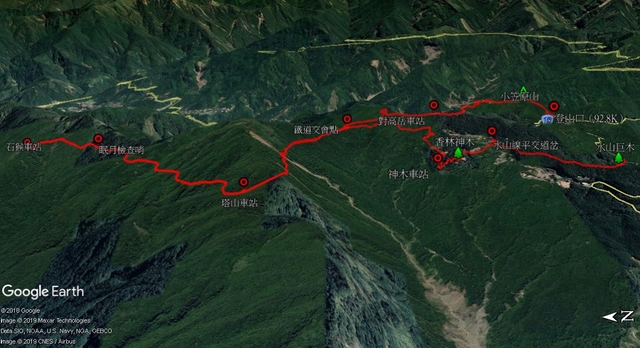 小笠原山
登山口 (92.8K)
鐵道交會點
對高岳車站
石猴車站
眠月檢查哨
香林神木
水山線平交道岔
水山巨木
神木車站
塔山車站
Google Earth
©2018 Google
Image © 2019 Maxar Technologies
Data SIO, NOAA, U.S. Navy, NGA, GEBCO
Image © 2019 CNES / Airbus
N